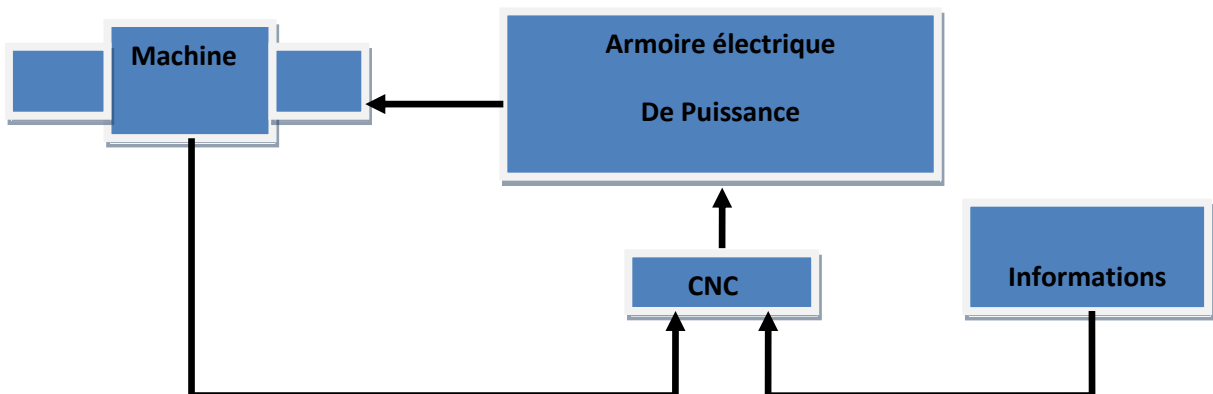 Machine
Armoire électrique
De Puissance
CNC
Informations